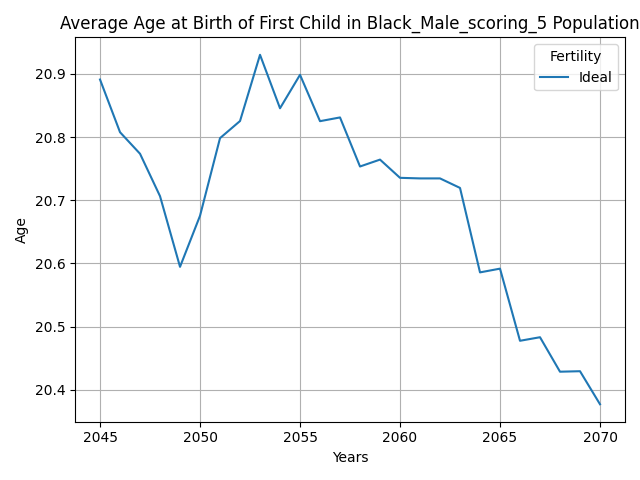 Average Age at Birth of First Child in Black_Male_scoring_5 Population
Fertility
Ideal
Age
20.9
20.8
20.7
20.6
20.5
20.4
2045 2050 2055 2060 2065 2070
Years